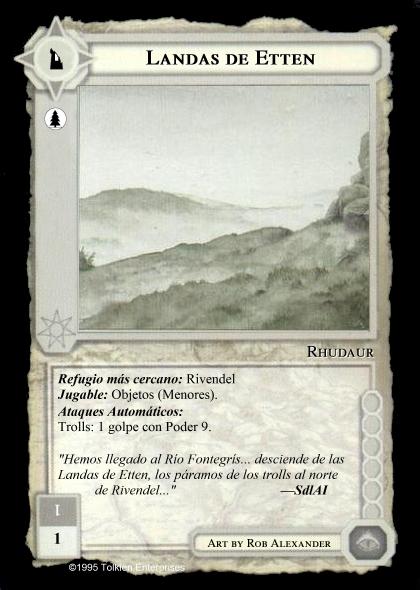 Landas de Etten
Rhudaur
Refugio más cercano: Rivendel
Jugable: Objetos (Menores).
Ataques Automáticos:
Trolls: 1 golpe con Poder 9.
"Hemos llegado al Río Fontegrís... desciende de las
Landas de Etten, los páramos de los trolls al norte
de Rivendel..." —SdlAI
I
1
Art by Rob Alexander
©1995 Tolkien Enterprises